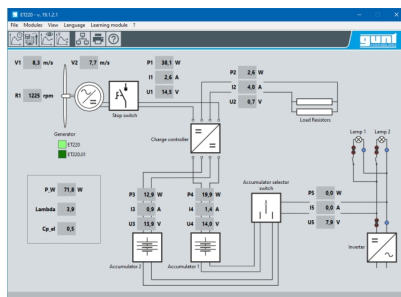 ET220 - v. 19.1.2.1
File Modules View Language Learning module ?
gunt
V1 8,3 m/s V2 7,7 m/s P1 38,1 W
I1 2,6 A
R1 1225 rpm U1 14,5 V
P2 2,6 W
I2 4,0 A
U2 0,7 V
Stop switch
Load Resistors
Generator
ET220
ET220.01
Charge controller
Lamp 1 Lamp 2
Accumulator selector
switch
P_W 71,8 W
Lambda 3,9
Cp_el 0,5
P3 12,9 W P4 19,9 W P5 0,0 W
I3 0,9 A I4 1,4 A I5 0,0 A
U3 13,9 V U4 14,0 V U5 7,9 V
Inverter
Accumulator 2 Accumulator 1